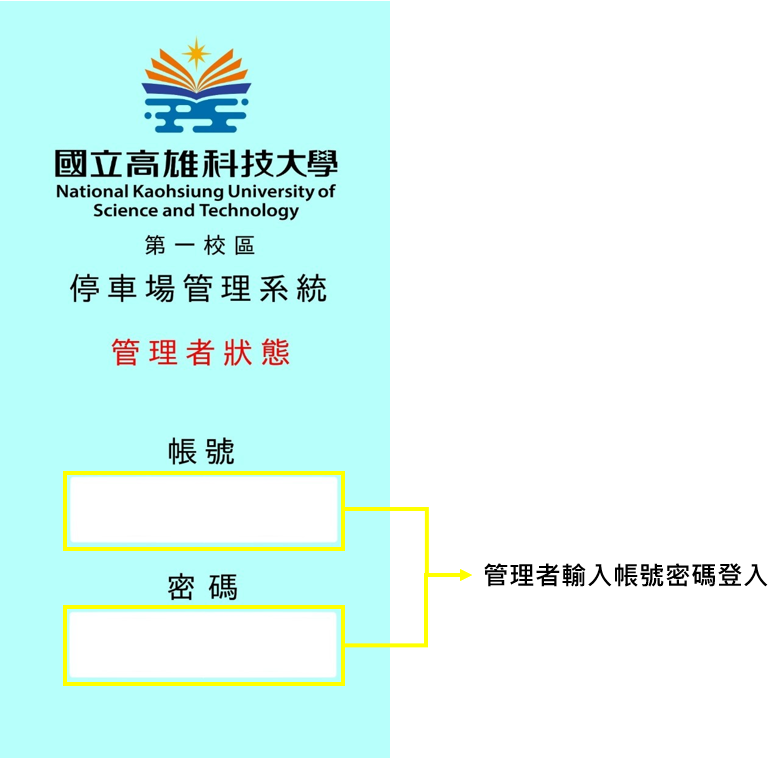 國立高雄科技大學
National Kaohsiung University of
Science and Technology
第一校區
停車場管理系統
管理者狀態
帳號
密碼
管理者輸入帳號密碼登入